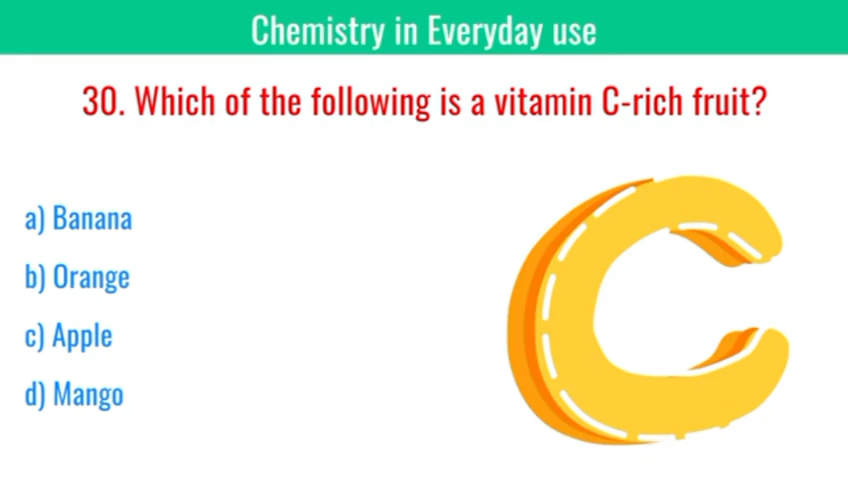 Chemistry in Everyday use
30. Which of the following is a vitamin C-rich fruit?
a) Banana
b) Orange
c) Apple
d) Mango
C